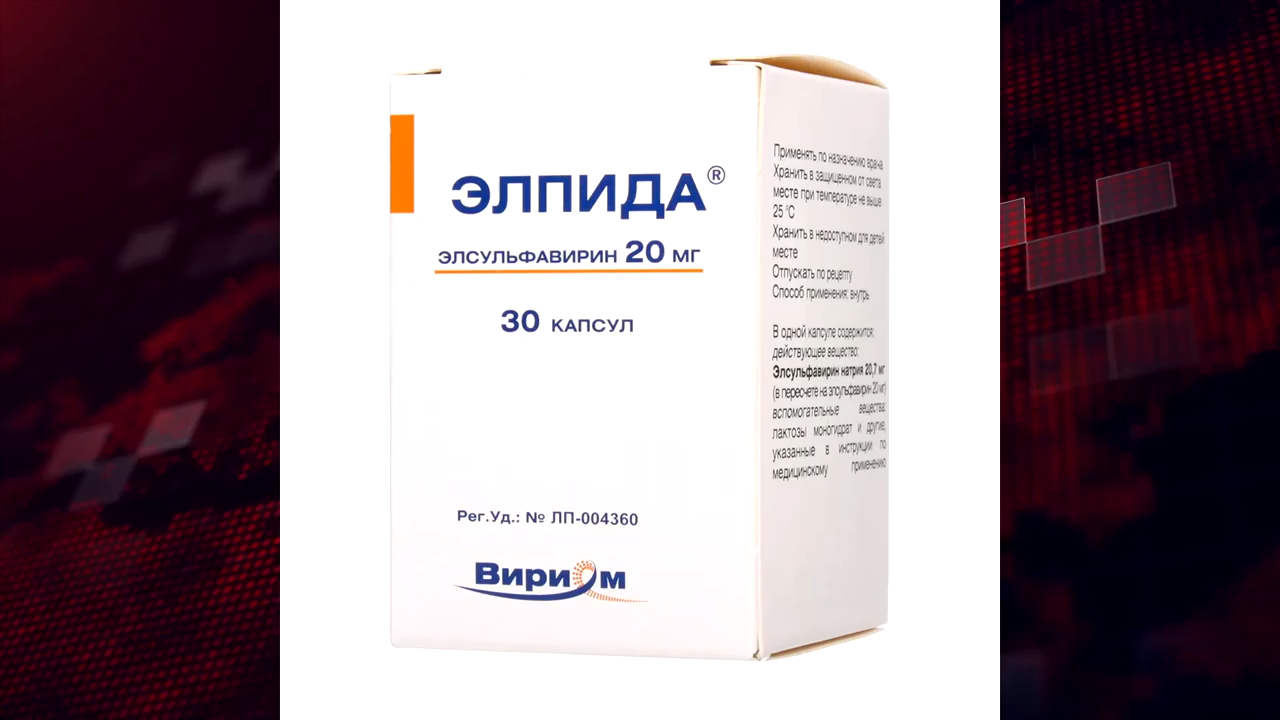 ЭЛПИДА®
ЭЛСУЛЬФАВИРИН 20 МГ
30 КАПСУЛ
Рег.Уд.: № ЛП-004360
Вириом
Применять по назначению врача
Хранить в защищенном от света
месте при температуре не выше
25 °C
Хранить в недоступном для детей
месте
Отпускать по рецепту
Способ применения: внутрь
В одной капсуле содержится:
действующее вещество:
Элсульфавирин натрия 20,7 мг
(в пересчете на элсульфавирин 20 мг)
вспомогательные вещества:
лактозы моногидрат и другие,
указанные в инструкции по
медицинскому применению